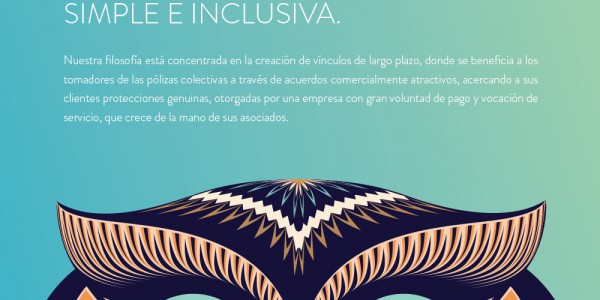 SIMPLE E INCLUSIVA.
Nuestra filosofía está concentrada en la creación de vínculos de largo plazo, donde se beneficia a los
tomadores de las pólizas colectivas a través de acuerdos comercialmente atractivos, acercando a sus
clientes protecciones genuinas, otorgadas por una empresa con gran voluntad de pago y vocación de
servicio, que crece de la mano de sus asociados.